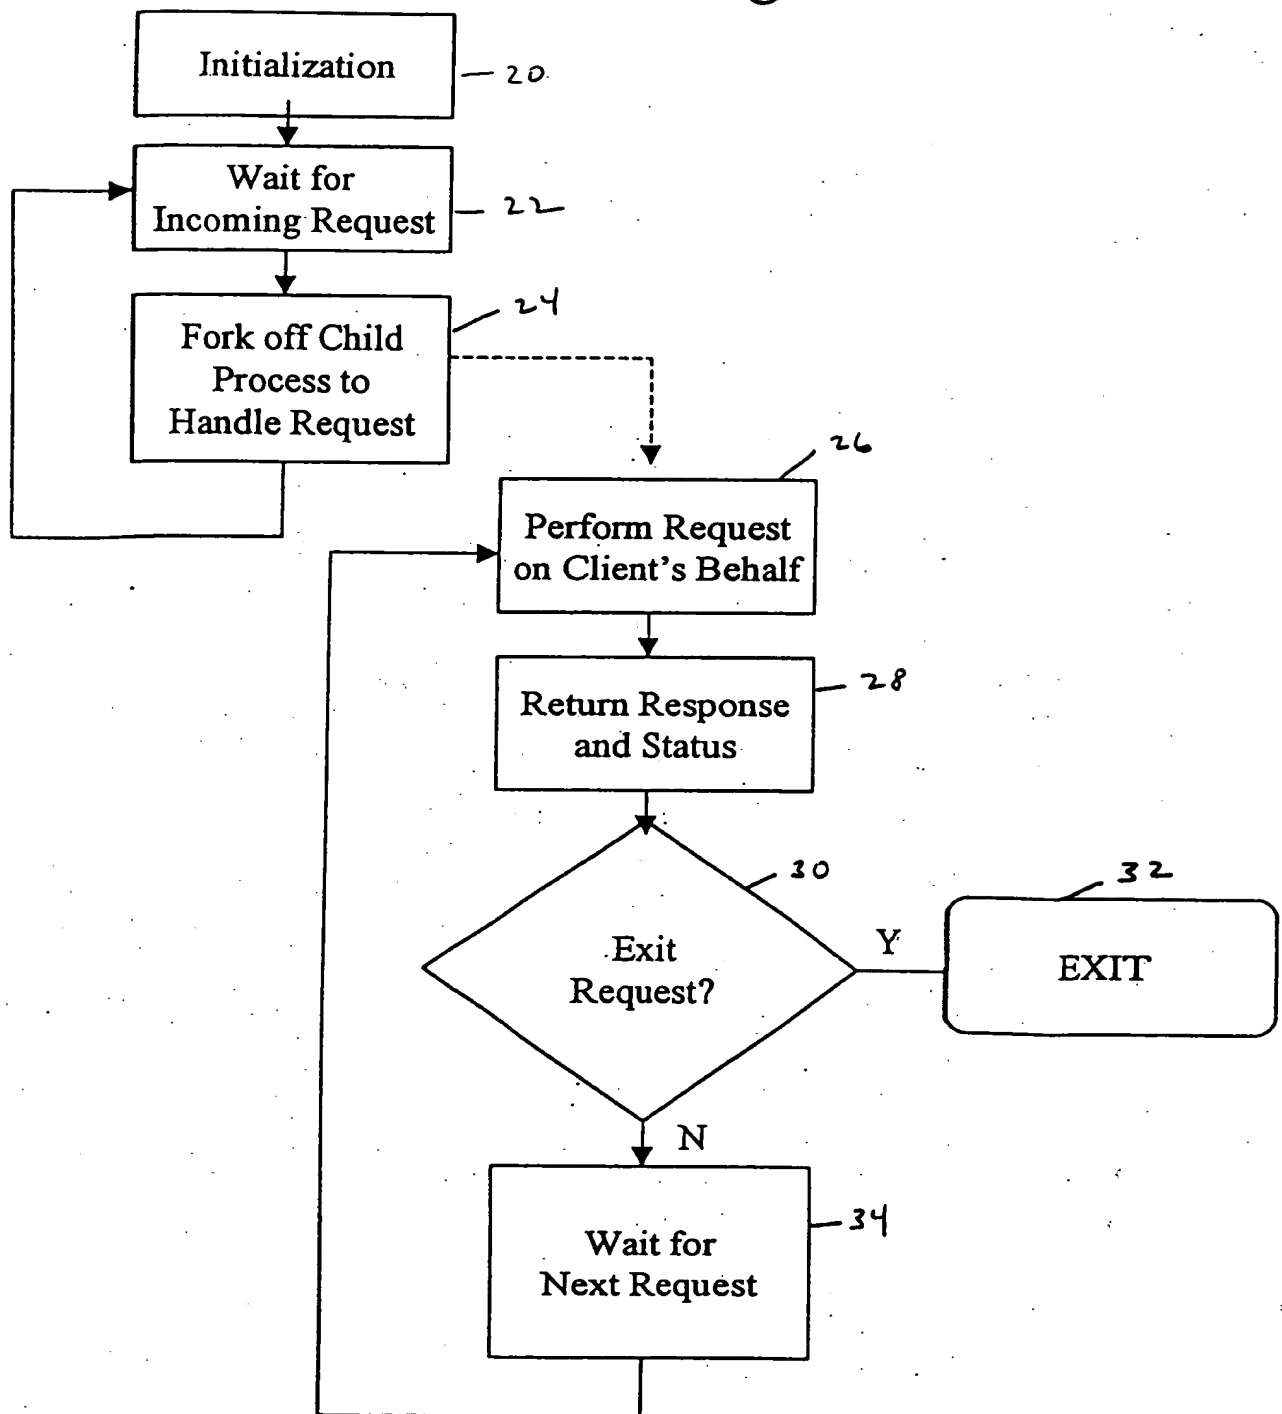 Initialization
20
Wait for
Incoming Request
22
24
Fork off Child
Process to
Handle Request
26
Perform Request
on Client's Behalf
28
Return Response
and Status
30
32
Exit
Request?
Y
EXIT
N
34
Wait for
Next Request